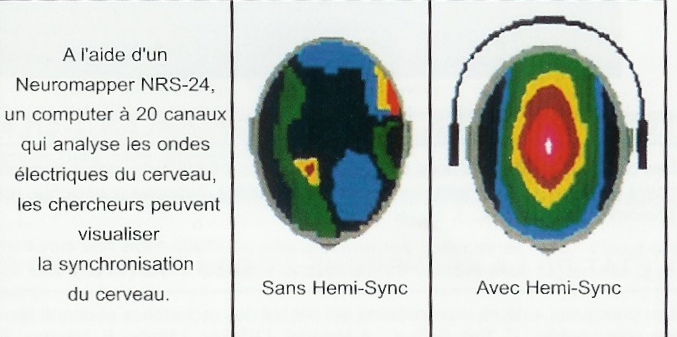 A l'aide d'un
Neuromapper NRS-24,
un computer à 20 canaux
qui analyse les ondes
électriques du cerveau,
les chercheurs peuvent
visualiser
la synchronisation
du cerveau.
Sans Hemi-Sync
Avec Hemi-Sync